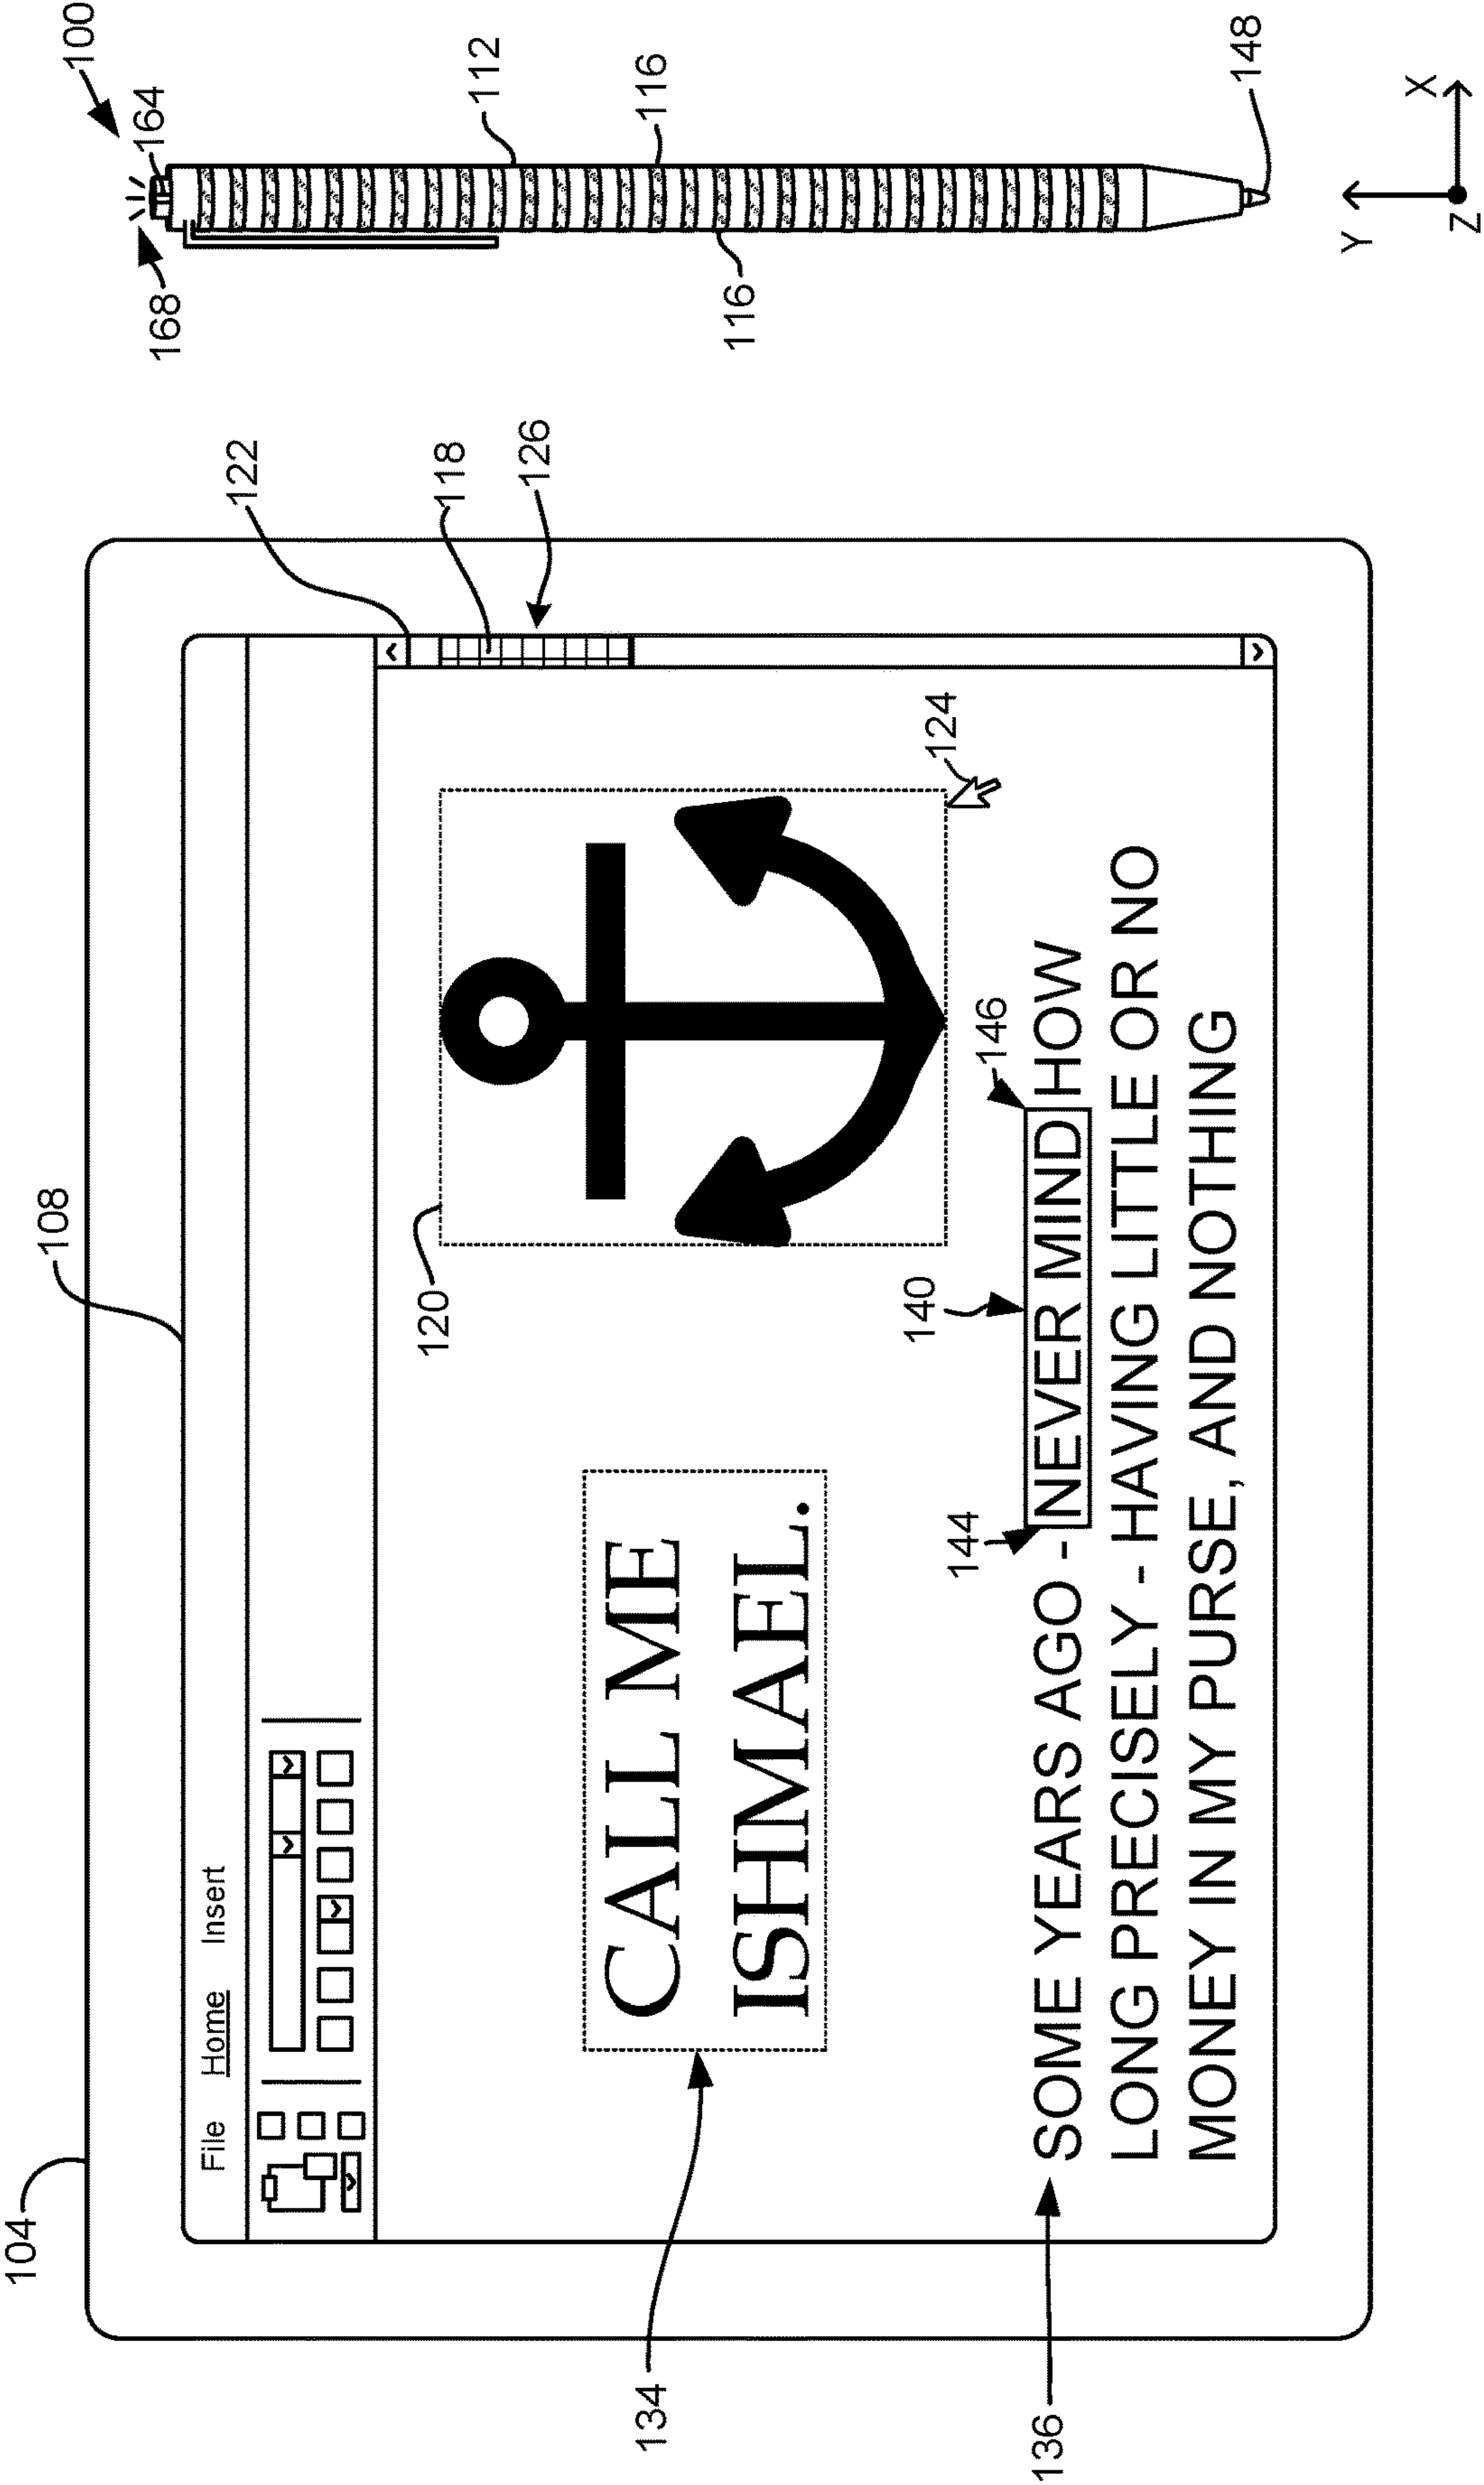 104
108
100
File Home Insert
122
118
126
164
168
112
116
116
148
Y
X
Z
120
124
134
CALL ME
ISHMAEL.
140
144
146
136
SOME YEARS AGO - NEVER MIND HOW
LONG PRECISELY - HAVING LITTLE OR NO
MONEY IN MY PURSE, AND NOTHING